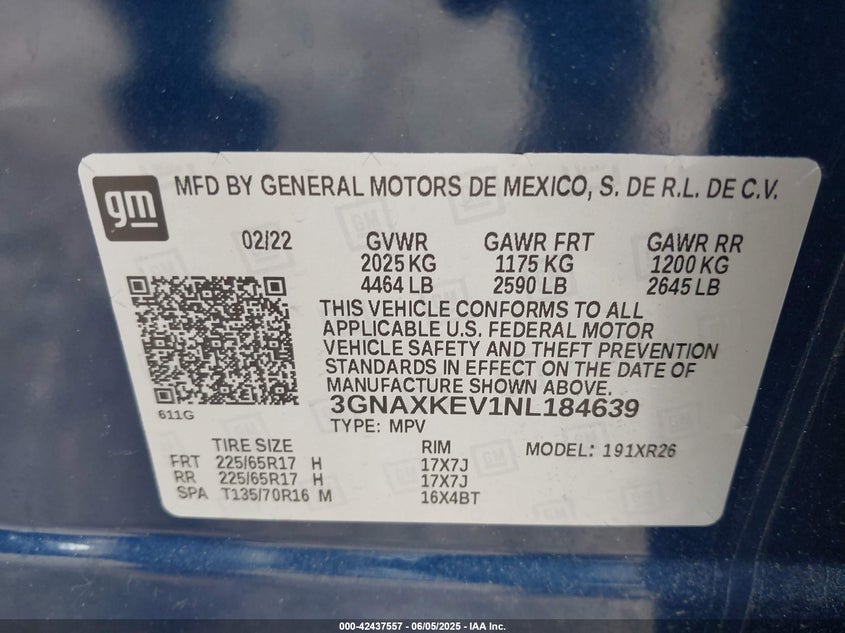 gm
MFD BY GENERAL MOTORS DE MEXICO, S. DE R.L. DE C.V.
02/22 GVWR GAWR FRT GAWR RR
2025 KG 1175 KG 1200 KG
4464 LB 2590 LB 2645 LB
THIS VEHICLE CONFORMS TO ALL
APPLICABLE U.S. FEDERAL MOTOR
VEHICLE SAFETY AND THEFT PREVENTION
STANDARDS IN EFFECT ON THE DATE OF
MANUFACTURE SHOWN ABOVE.
611G
3GNAXKEV1NL184639
TYPE: MPV
TIRE SIZE RIM MODEL: 191XR26
FRT 225/65R17 H 17X7J
RR 225/65R17 H 17X7J
SPA T135/70R16 M 16X4BT
000-42437557 - 06/05/2025 - IAA Inc.